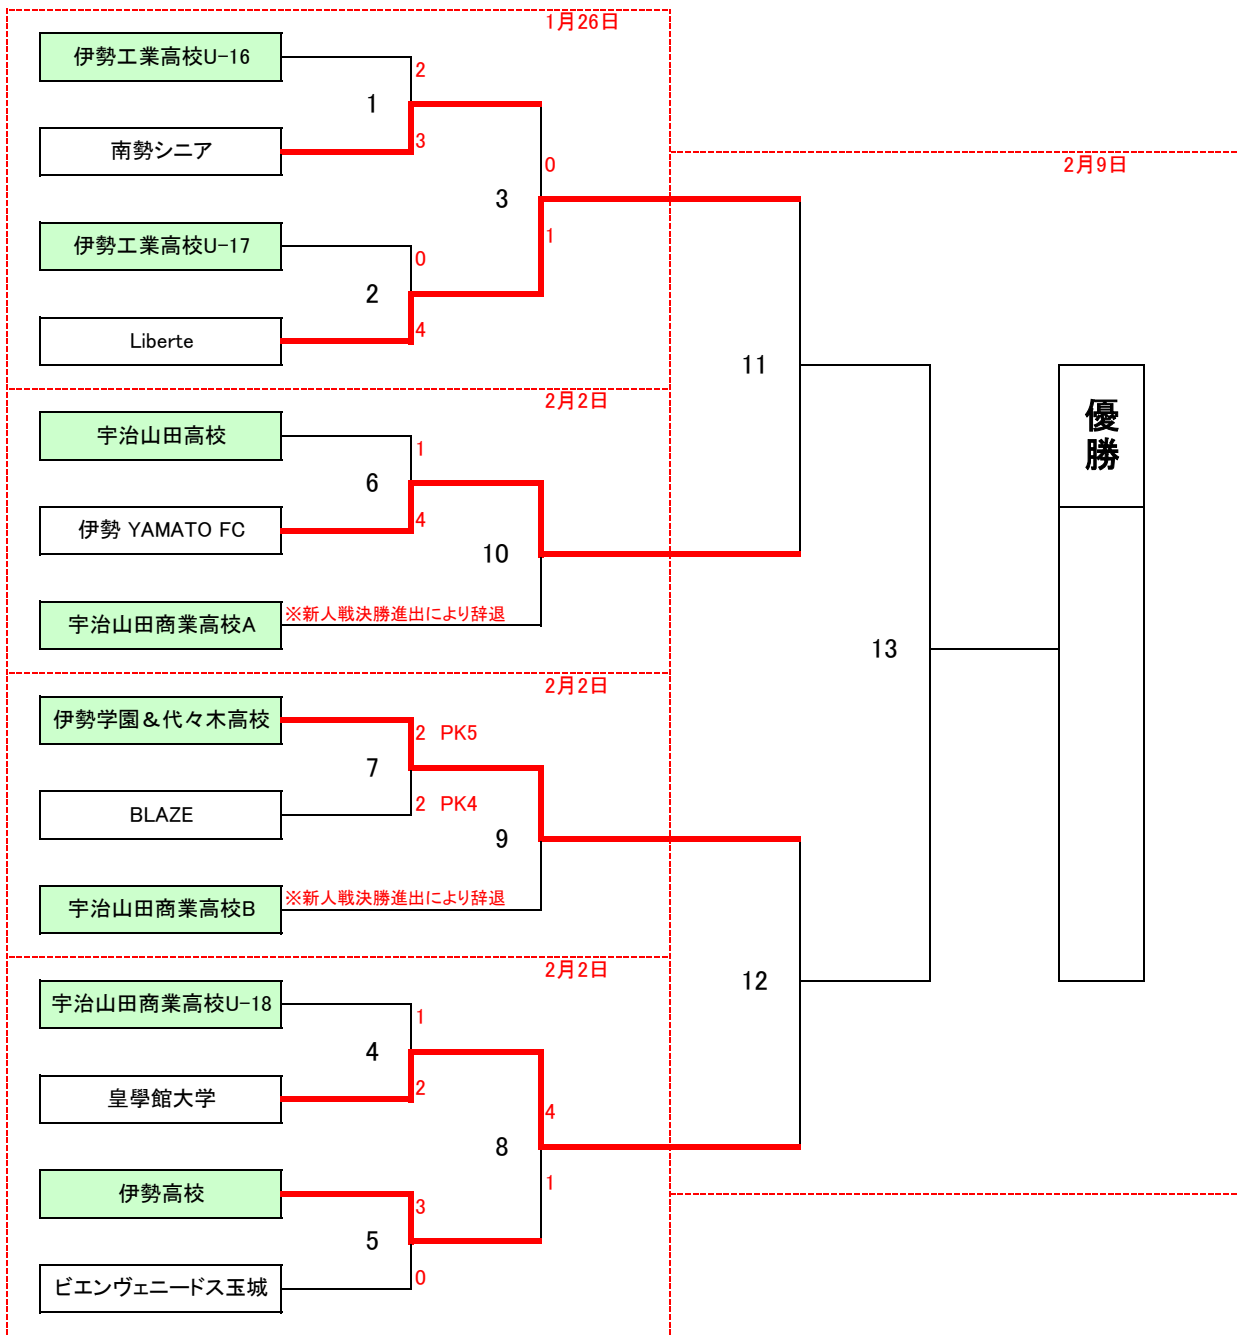 1月26日
伊勢工業高校U-16
2
1
南勢シニア
3
0
2月9日
3
伊勢工業高校U-17
1
0
2
Liberte
4
11
2月2日
優勝
宇治山田高校
1
6
伊勢 YAMATO FC
4
10
宇治山田商業高校A
※新人戦決勝進出により辞退
13
2月2日
伊勢学園＆代々木高校
2 PK5
7
BLAZE
2 PK4
9
宇治山田商業高校B
※新人戦決勝進出により辞退
2月2日
12
宇治山田商業高校U-18
1
4
皇學館大学
2
4
8
伊勢高校
1
3
5
ビエンヴェニードス玉城
0